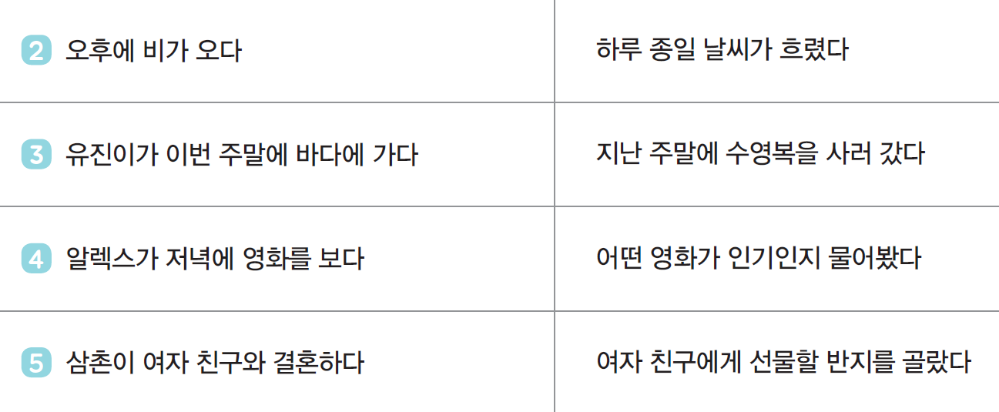 2 오후에 비가 오다
하루 종일 날씨가 흐렸다
3 유진이가 이번 주말에 바다에 가다
지난 주말에 수영복을 사러 갔다
4 알렉스가 저녁에 영화를 보다
어떤 영화가 인기인지 물어봤다
5 삼촌이 여자 친구와 결혼하다
여자 친구에게 선물할 반지를 골랐다